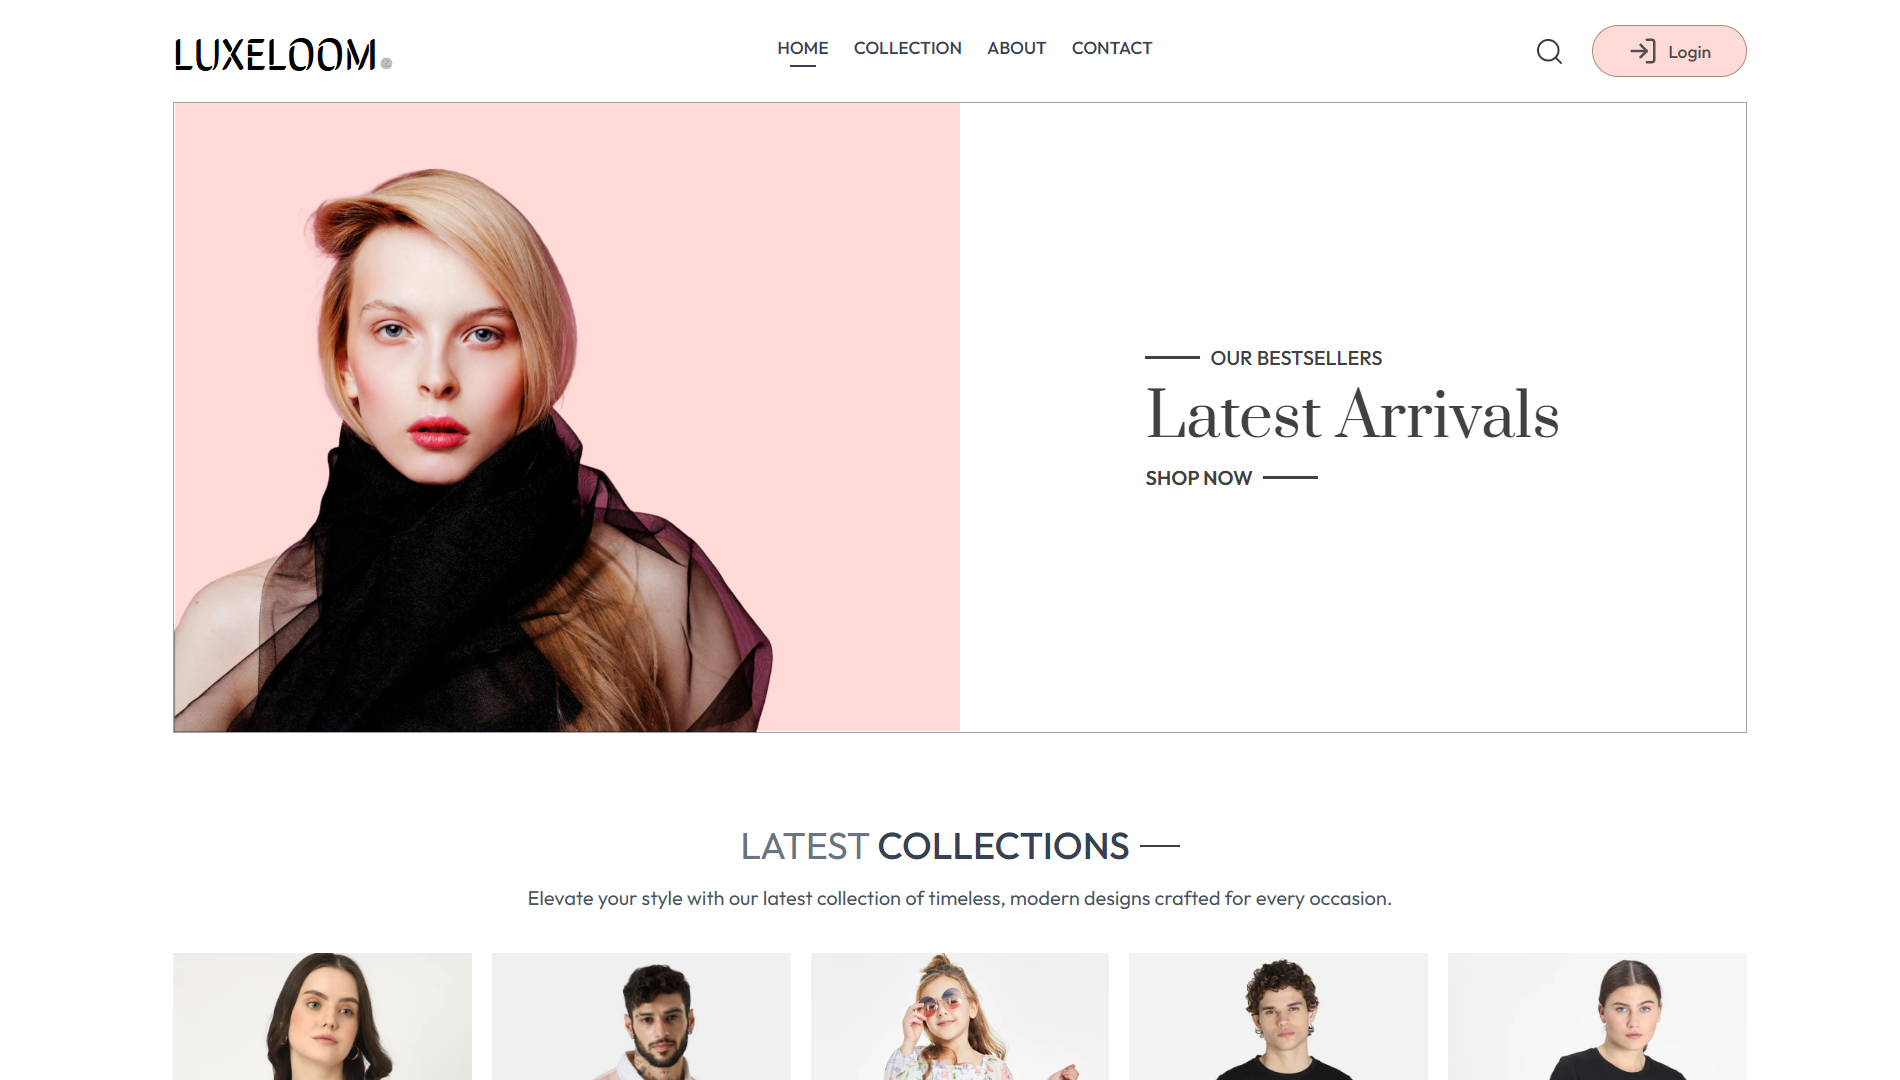 LUXELOOM
HOME COLLECTION ABOUT CONTACT
Login
OUR BESTSELLERS
Latest Arrivals
SHOP NOW
LATEST COLLECTIONS
Elevate your style with our latest collection of timeless, modern designs crafted for every occasion.